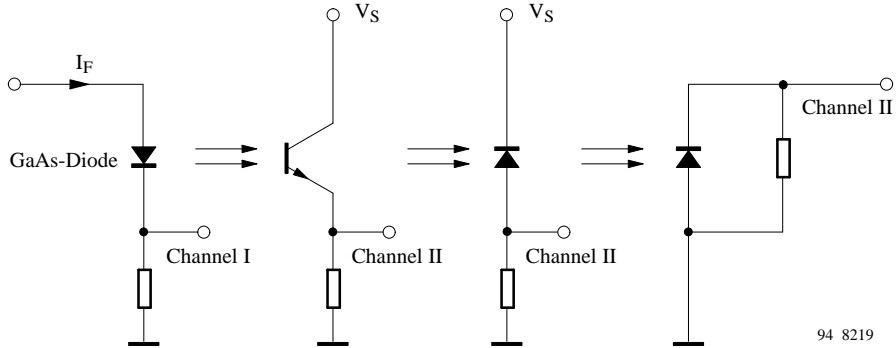 V_S
V_S
I_F
Channel II
GaAs-Diode
Channel I
Channel II
Channel II
94 8219